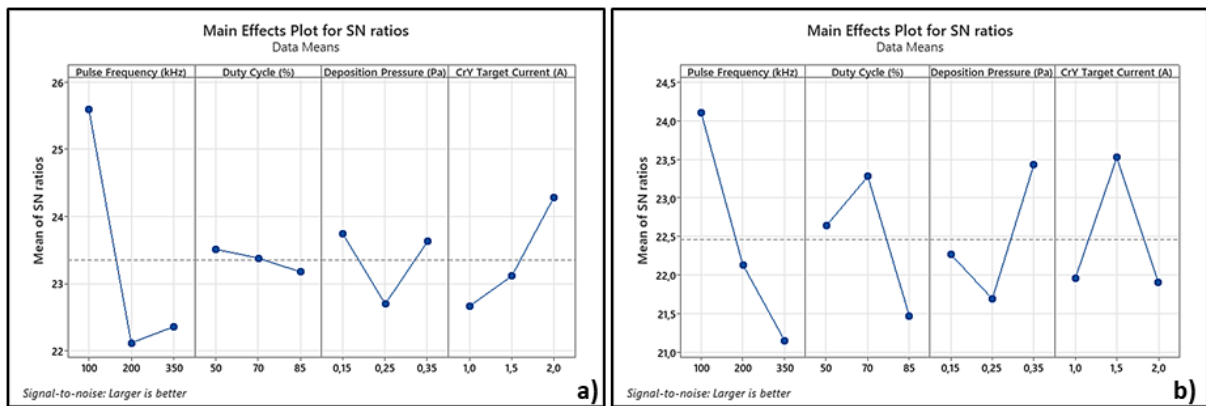 Main Effects Plot for SN ratios
Data Means
Pulse Frequency (kHz) Duty Cycle (%) Deposition Pressure (Pa) CrY Target Current (A)
Mean of SN ratios
26
25
24
23
22
100 200 350 50 70 85 0,15 0,25 0,35 1,0 1,5 2,0
Signal-to-noise: Larger is better
a)
Main Effects Plot for SN ratios
Data Means
Pulse Frequency (kHz) Duty Cycle (%) Deposition Pressure (Pa) CrY Target Current (A)
Mean of SN ratios
24,5
24,0
23,5
23,0
22,5
22,0
21,5
21,0
100 200 350 50 70 85 0,15 0,25 0,35 1,0 1,5 2,0
Signal-to-noise: Larger is better
b)